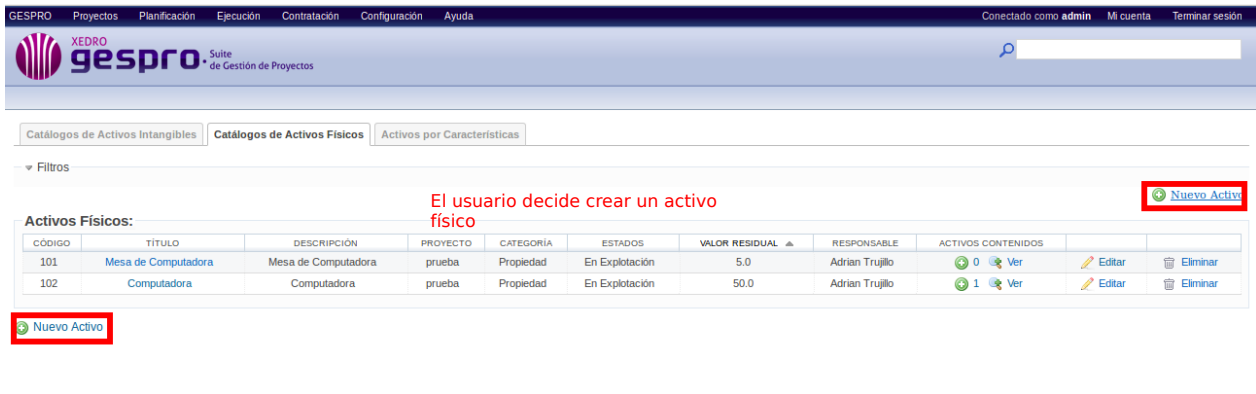 GESPRO Proyectos Planificación Ejecución Contratación Configuración Ayuda Conectado como admin Mi cuenta Terminar sesión
XEDRO
gespro. Suite
de Gestión de Proyectos
Catálogos de Activos Intangibles Catálogos de Activos Físicos Activos por Características
Filtros
Nuevo Activo
El usuario decide crear un activo
físico
Activos Físicos:
CÓDIGO TÍTULO DESCRIPCIÓN PROYECTO CATEGORÍA ESTADOS VALOR RESIDUAL RESPONSABLE ACTIVOS CONTENIDOS
101 Mesa de Computadora Mesa de Computadora prueba Propiedad En Explotación 5.0 Adrian Trujillo 0 Ver Editar Eliminar
102 Computadora Computadora prueba Propiedad En Explotación 50.0 Adrian Trujillo 1 Ver Editar Eliminar
Nuevo Activo